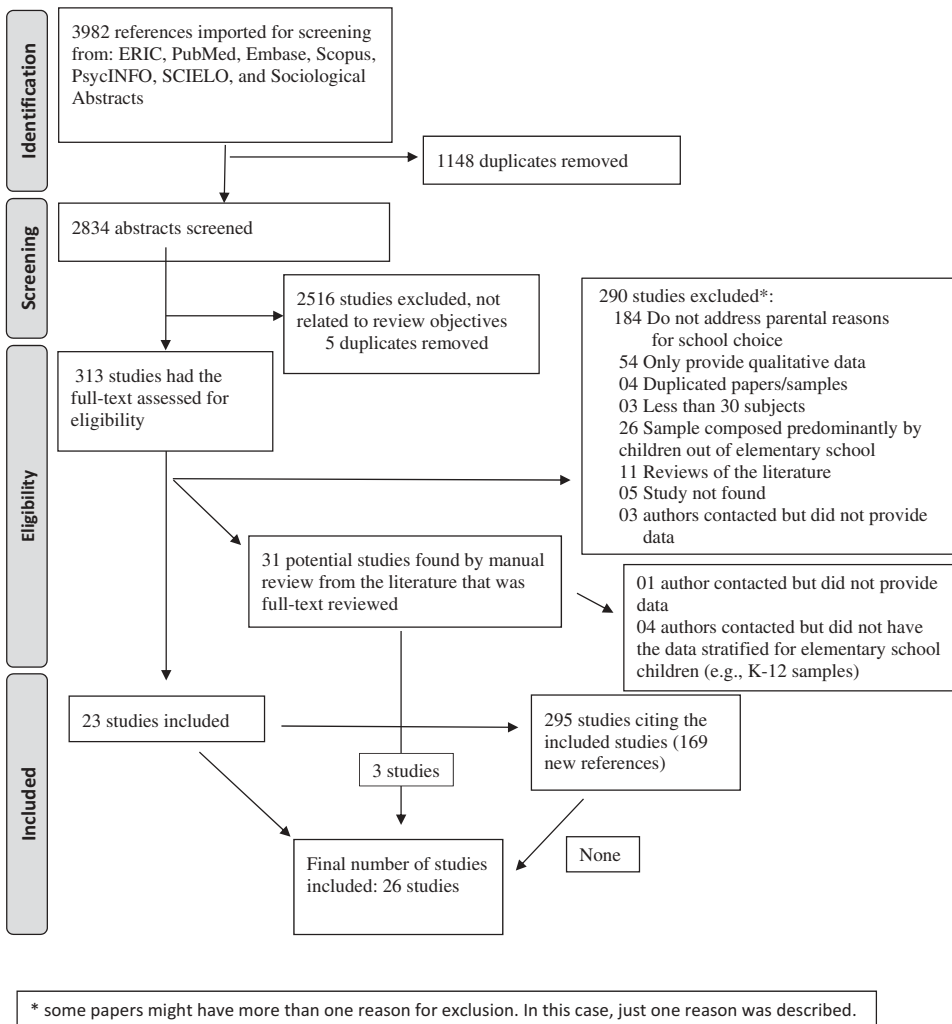 Identification
3982 references imported for screening
from: ERIC, PubMed, Embase, Scopus,
PsycINFO, SCIELO, and Sociological
Abstracts
1148 duplicates removed
Screening
2834 abstracts screened
2516 studies excluded, not
related to review objectives
5 duplicates removed
290 studies excluded*:
184 Do not address parental reasons
for school choice
54 Only provide qualitative data
04 Duplicated papers/samples
03 Less than 30 subjects
26 Sample composed predominantly by
children out of elementary school
11 Reviews of the literature
05 Study not found
03 authors contacted but did not provide
data
Eligibility
313 studies had the
full-text assessed for
eligibility
31 potential studies found by manual
review from the literature that was
full-text reviewed
01 author contacted but did not provide
data
04 authors contacted but did not have
the data stratified for elementary school
children (e.g., K-12 samples)
Included
23 studies included
295 studies citing the
included studies (169
new references)
3 studies
None
Final number of studies
included: 26 studies
* some papers might have more than one reason for exclusion. In this case, just one reason was described.